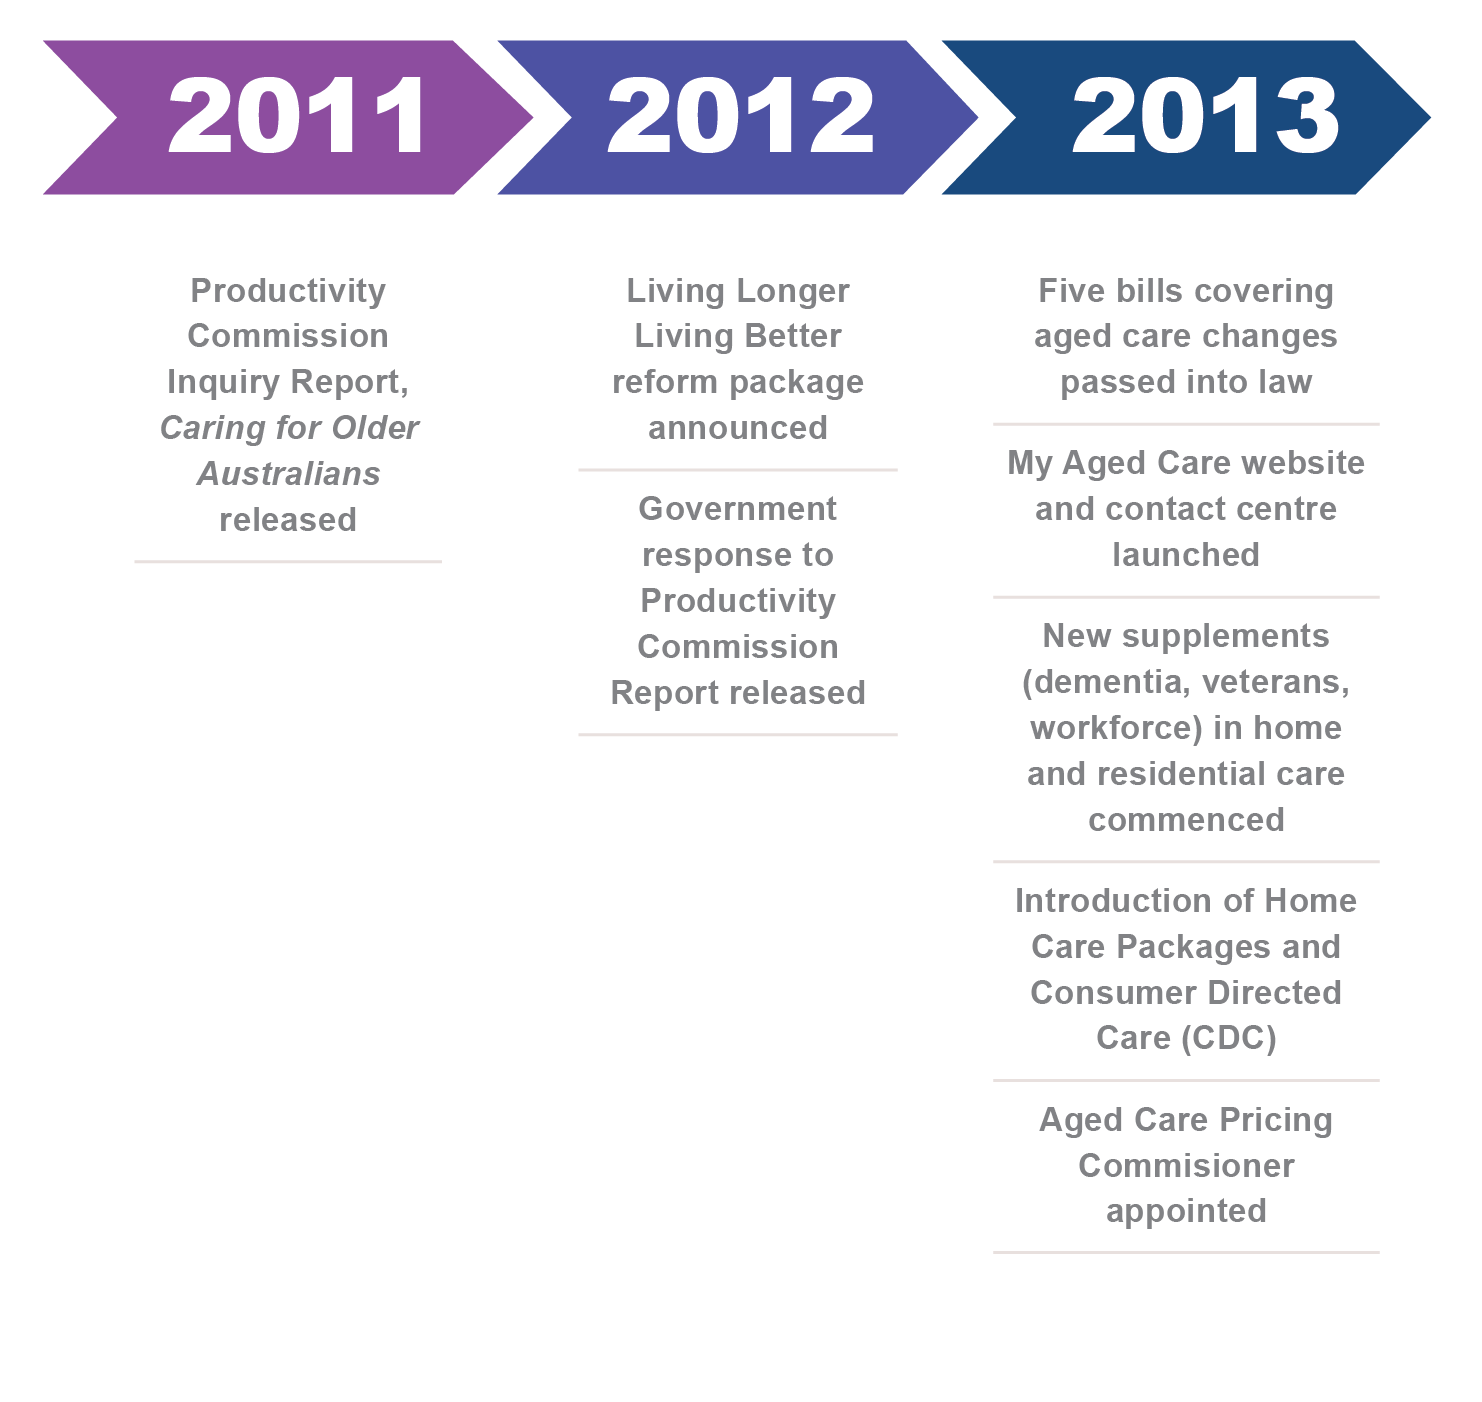 2011
Productivity
Commission
Inquiry Report,
Caring for Older
Australians
released
2012
Living Longer
Living Better
reform package
announced
Government
response to
Productivity
Commission
Report released
2013
Five bills covering
aged care changes
passed into law
My Aged Care website
and contact centre
launched
New supplements
(dementia, veterans,
workforce) in home
and residential care
commenced
Introduction of Home
Care Packages and
Consumer Directed
Care (CDC)
Aged Care Pricing
Commisioner
appointed